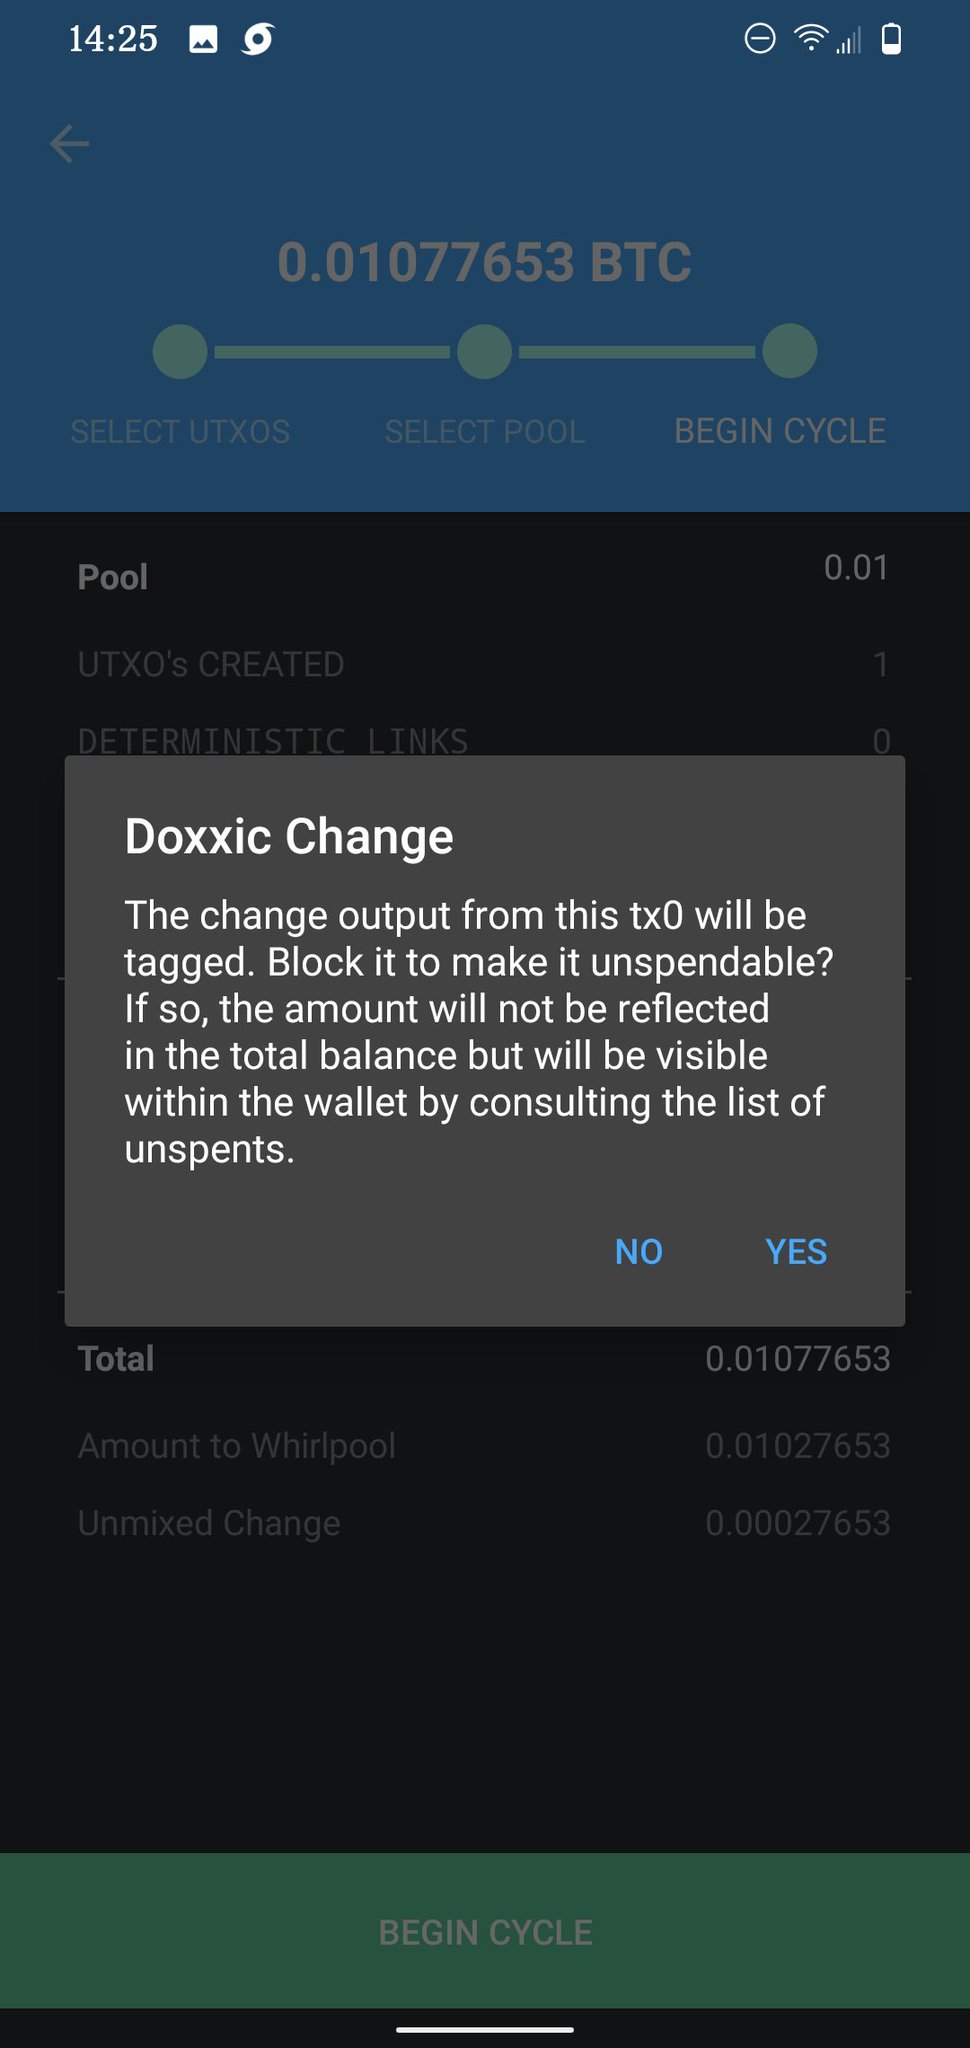 14:25
0.01077653 BTC
SELECT UTXOS SELECT POOL BEGIN CYCLE
Pool 0.01
UTXO's CREATED 1
DETERMINISTIC LINKS 0
Doxxic Change
The change output from this tx0 will be
tagged. Block it to make it unspendable?
If so, the amount will not be reflected
in the total balance but will be visible
within the wallet by consulting the list of
unspents.
NO YES
Total 0.01077653
Amount to Whirlpool 0.01027653
Unmixed Change 0.00027653
BEGIN CYCLE